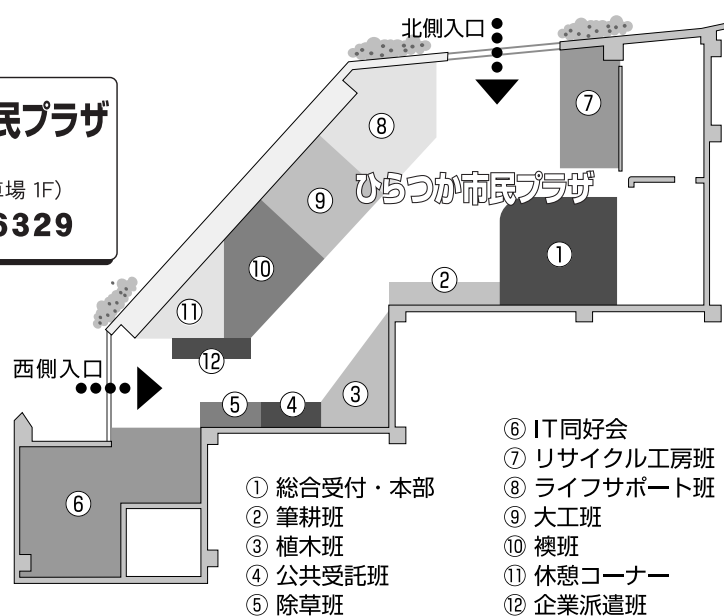 北側入口
民プラザ
車場 1F)
6329
⑦
⑧
ひらつか市民プラザ
⑨
⑩
①
②
⑪
⑫
西側入口
③
⑤
④
⑥
① 総合受付・本部
② 筆耕班
③ 植木班
④ 公共受託班
⑤ 除草班
⑥ IT同好会
⑦ リサイクル工房班
⑧ ライフサポート班
⑨ 大工班
⑩ 襖班
⑪ 休憩コーナー
⑫ 企業派遣班